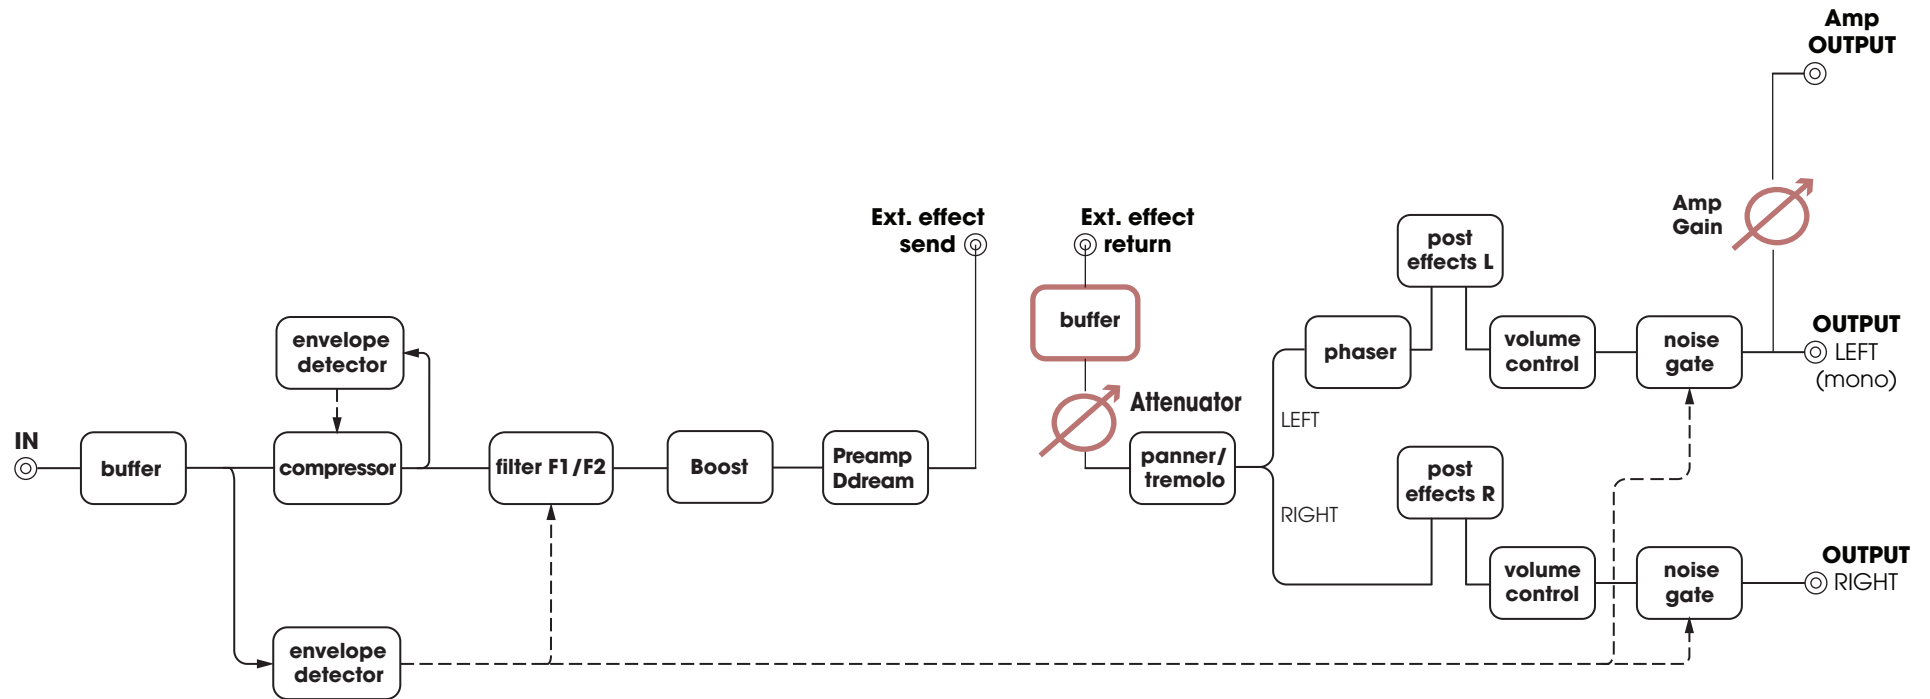 Amp
OUTPUT
Ext. effect
send
Ext. effect
return
Amp
Gain
post
effects L
buffer
envelope
detector
phaser
volume
control
noise
gate
OUTPUT
LEFT
(mono)
Attenuator
LEFT
IN
buffer
compressor
filter F1/F2
Boost
Preamp
Ddream
panner/
tremolo
post
effects R
RIGHT
volume
control
noise
gate
OUTPUT
RIGHT
envelope
detector